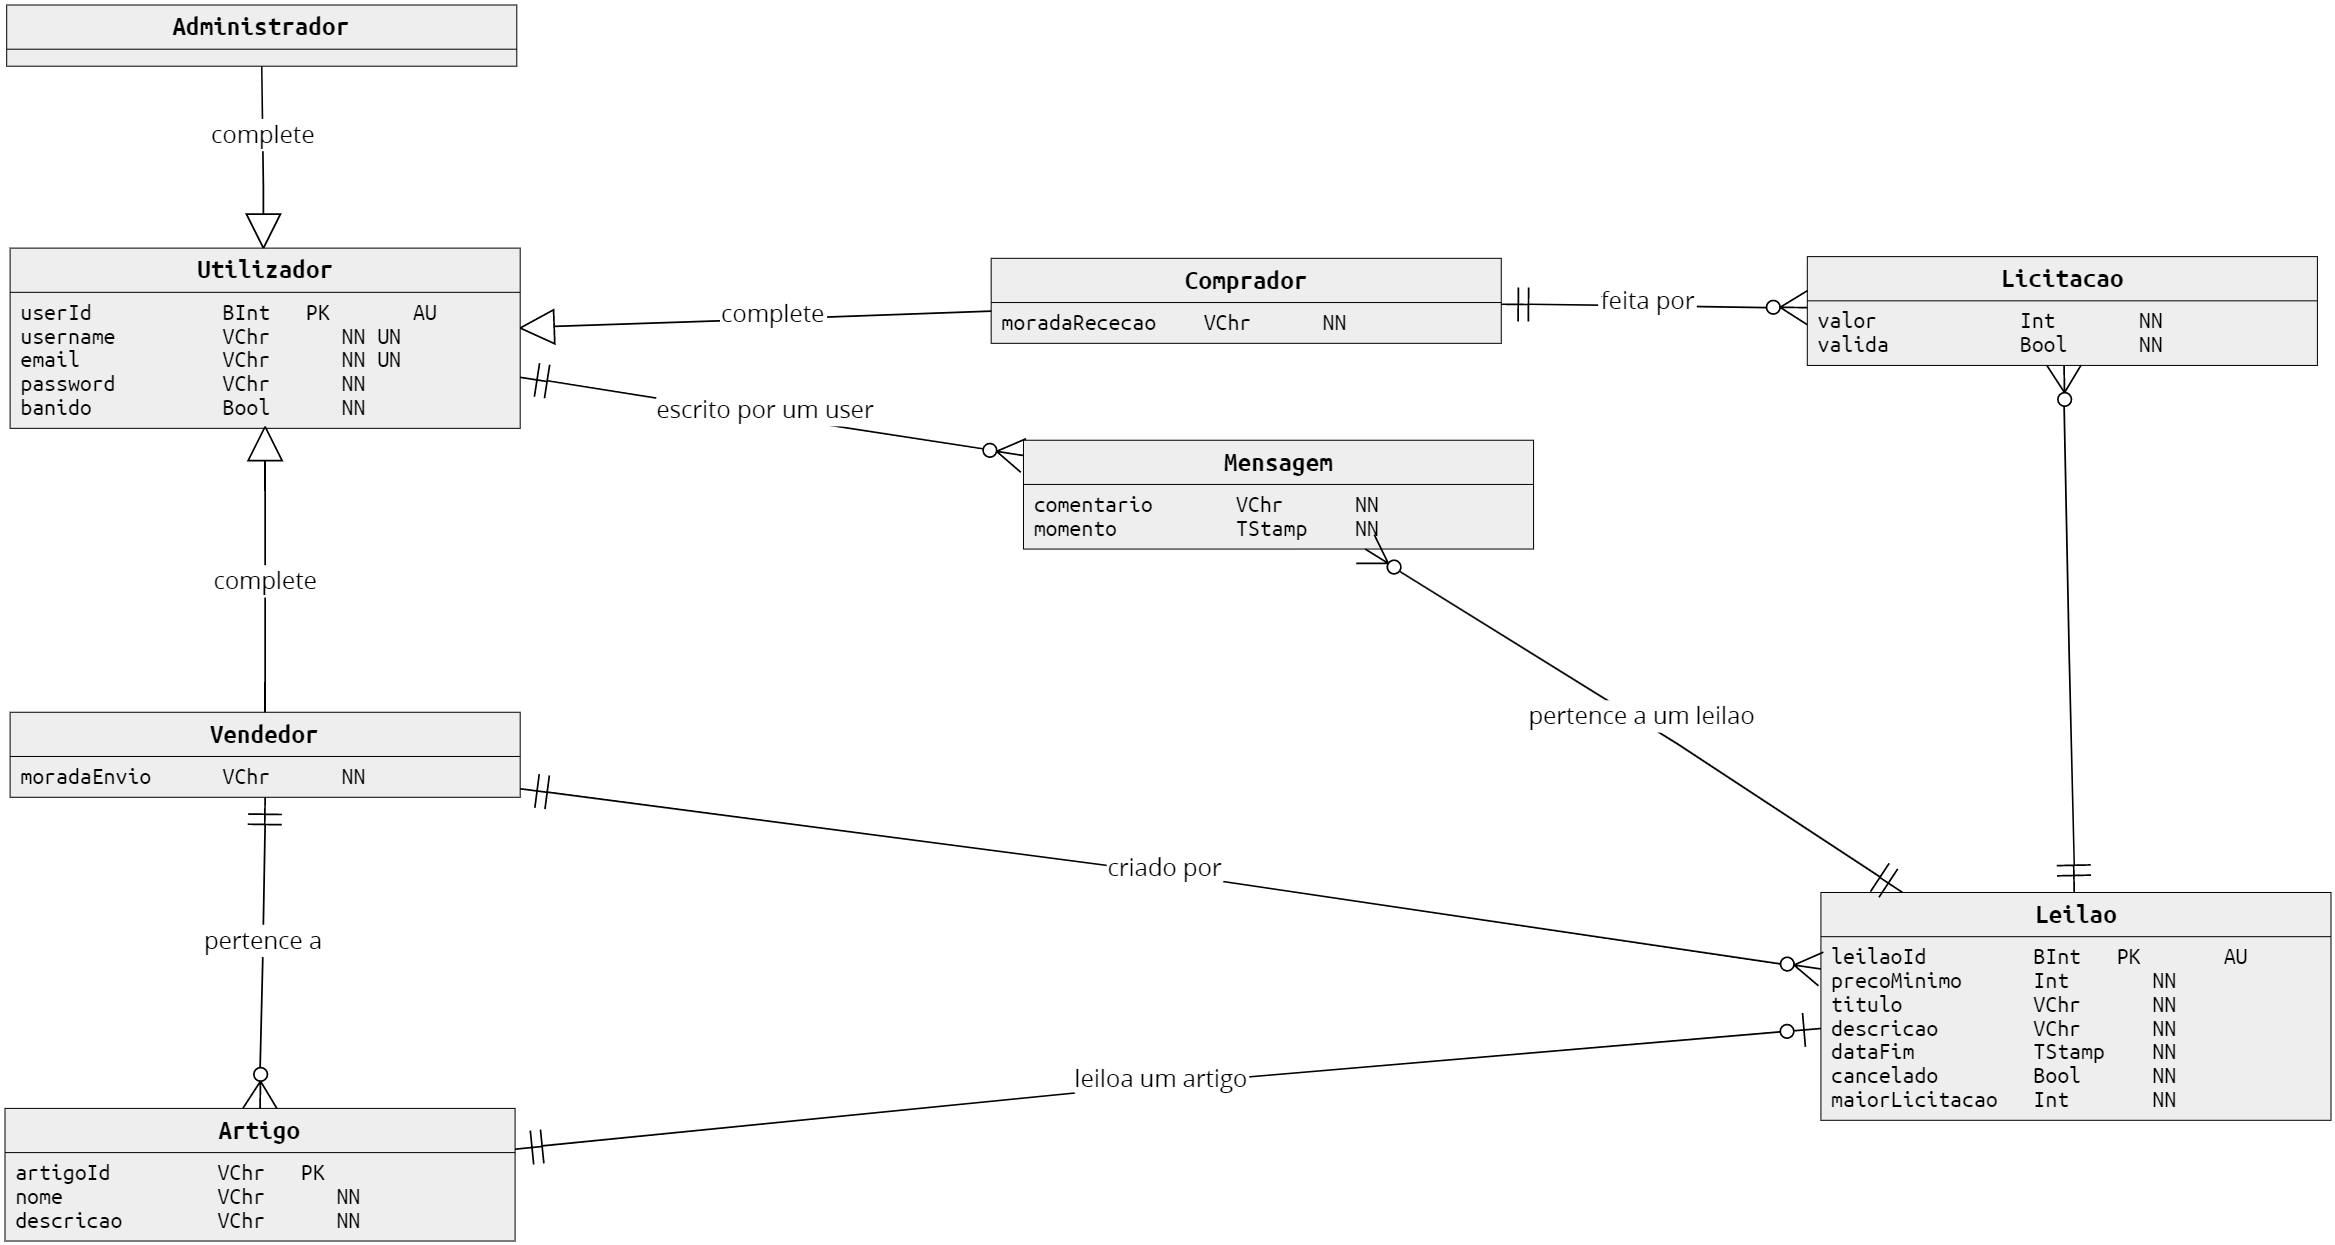 Administrador
complete
Utilizador
userId BInt PK AU
username VChr NN UN
email VChr NN UN
password VChr NN
banido Bool NN
complete
Comprador
moradaRececao VChr NN
feita por
Licitacao
valor Int NN
valida Bool NN
escrito por um user
Mensagem
comentario VChr NN
momento TStamp NN
complete
pertence a um leilao
Vendedor
moradaEnvio VChr NN
criado por
pertence a
Leilao
leilaoId BInt PK AU
precoMinimo Int NN
titulo VChr NN
descricao VChr NN
dataFim TStamp NN
cancelado Bool NN
maiorLicitacao Int NN
leiloa um artigo
Artigo
artigoId VChr PK
nome VChr NN
descricao VChr NN